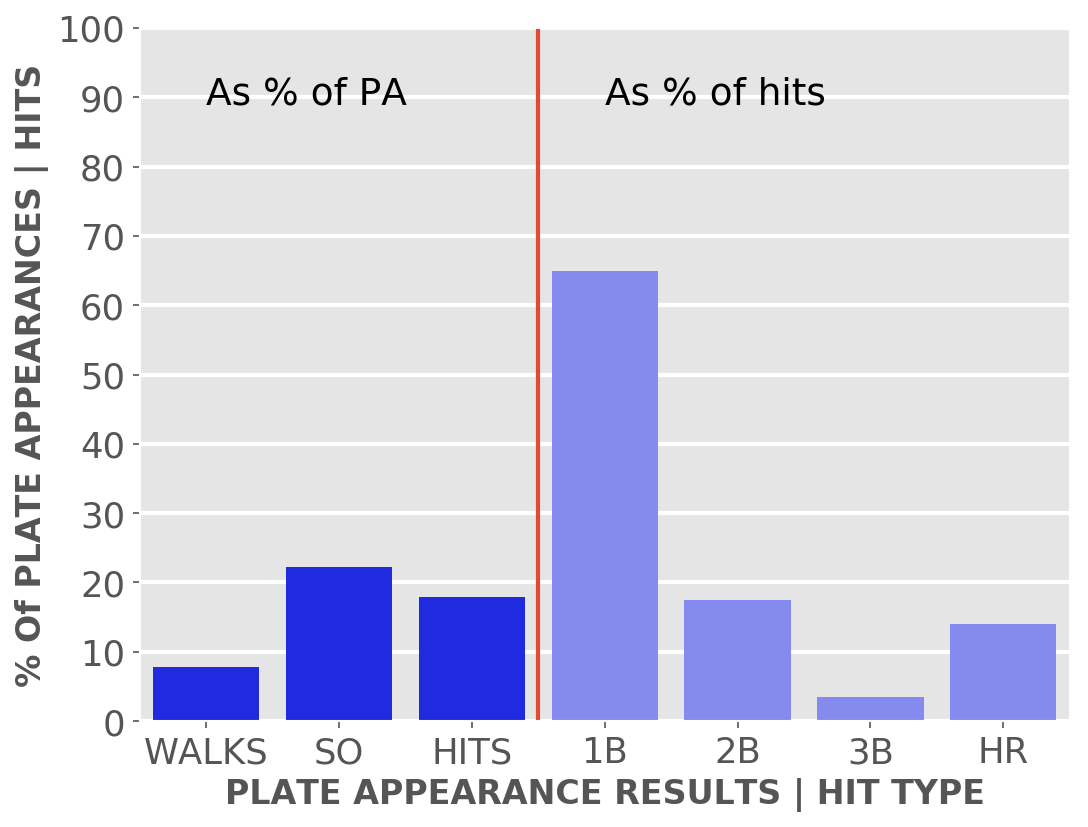 % Of PLATE APPEARANCES | HITS
100
90
80
70
60
50
40
30
20
10
0
As % of PA
As % of hits
WALKS SO HITS 1B 2B 3B HR
PLATE APPEARANCE RESULTS | HIT TYPE